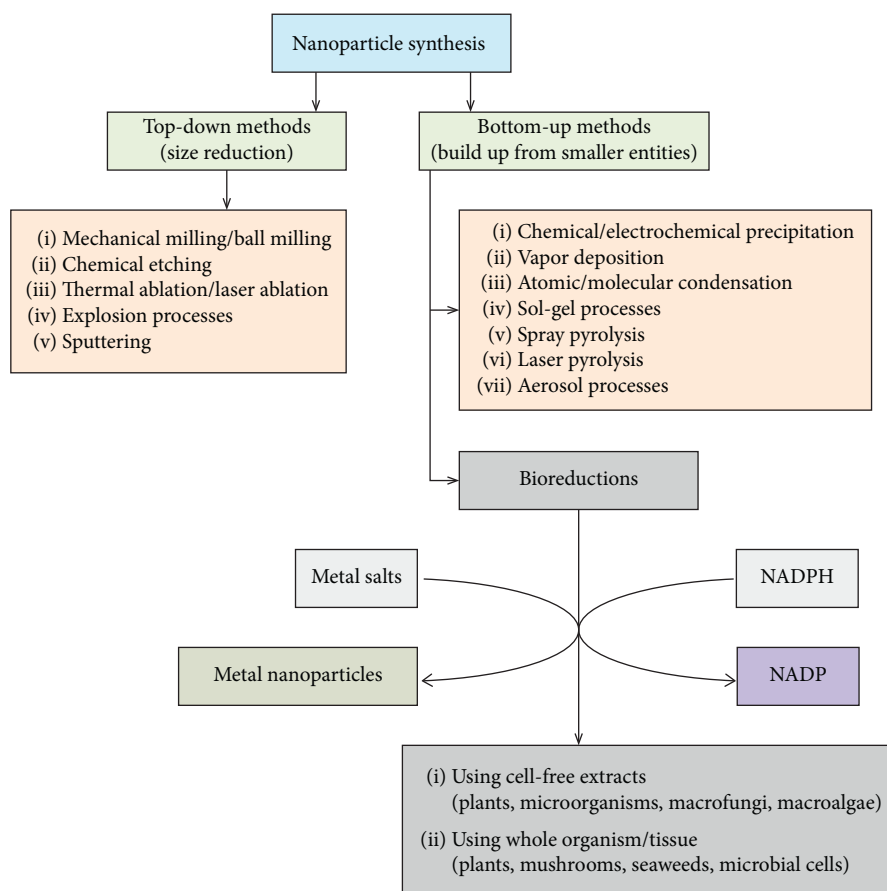 Nanoparticle synthesis
Top-down methods
(size reduction)
Bottom-up methods
(build up from smaller entities)
(i) Mechanical milling/ball milling
(ii) Chemical etching
(iii) Thermal ablation/laser ablation
(iv) Explosion processes
(v) Sputtering
(i) Chemical/electrochemical precipitation
(ii) Vapor deposition
(iii) Atomic/molecular condensation
(iv) Sol-gel processes
(v) Spray pyrolysis
(vi) Laser pyrolysis
(vii) Aerosol processes
Bioreductions
Metal salts
NADPH
Metal nanoparticles
NADP
(i) Using cell-free extracts
(plants, microorganisms, macrofungi, macroalgae)
(ii) Using whole organism/tissue
(plants, mushrooms, seaweeds, microbial cells)